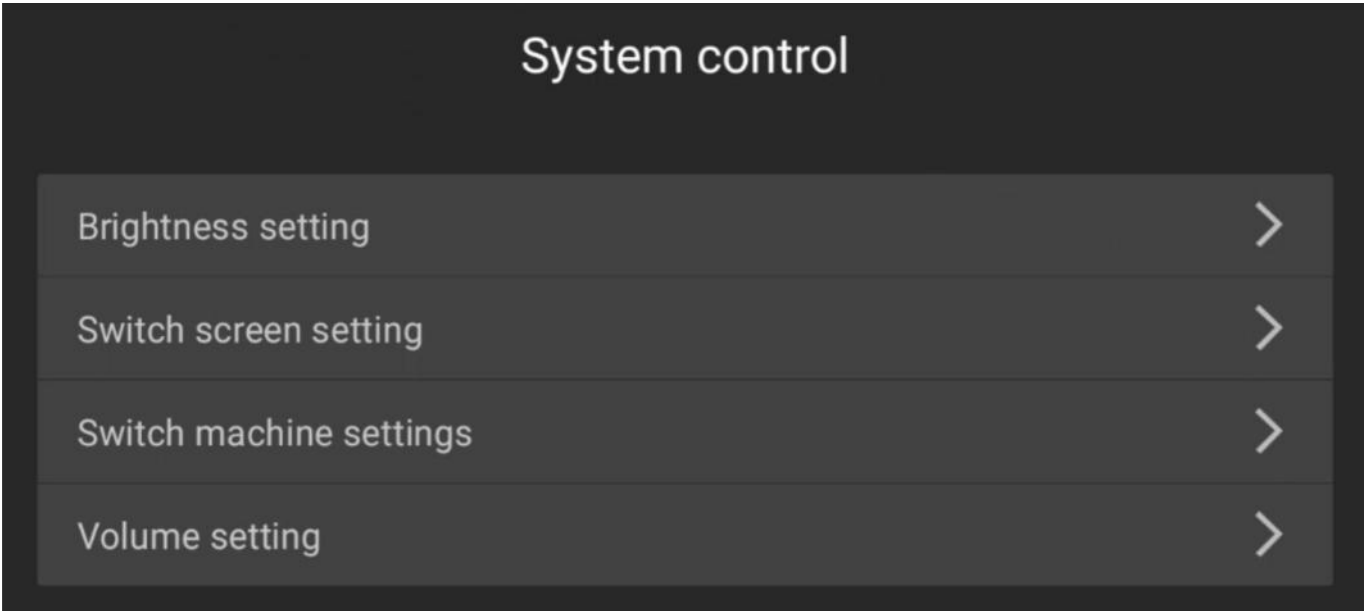 System control
Brightness setting
Switch screen setting
Switch machine settings
Volume setting